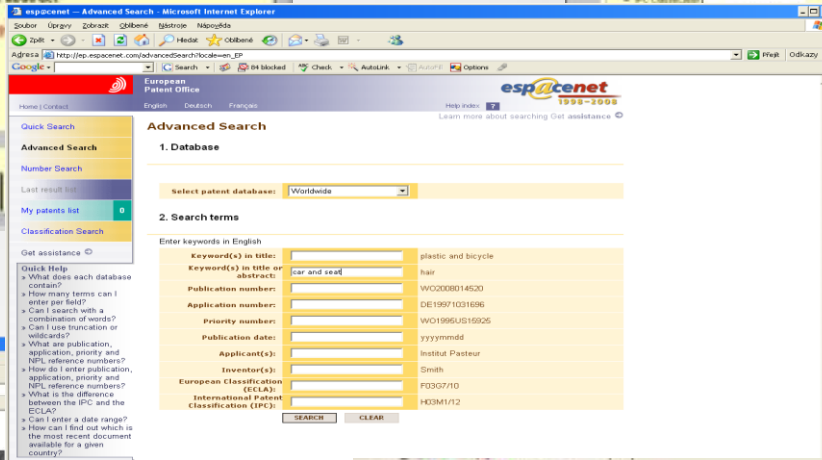 espacenet — Advanced Search - Microsoft Internet Explorer
Soubor Úpravy Zobrazit Oblíbené Nástroje Nápověda
Zpět Hledat Oblíbené
Adresa http://ep.espacenet.com/advancedSearch?locale=en_EP Přejít Odkazy
Google Search 84 blocked Check AutoLink AutoFill Options
European
Patent Office
esp@cenet
1998-2008
Home | Contact
English Deutsch Français
Help index ?
Learn more about searching Get assistance
Quick Search
Advanced Search
Number Search
Last result list
My patents list 0
Classification Search
Get assistance
Quick Help
» What does each database
contain?
» How many terms can I
enter per field?
» Can I search with a
combination of words?
» Can I use truncation or
wildcards?
» What are publication,
application, priority and
NPL reference numbers?
» How do I enter publication,
application, priority and
NPL reference numbers?
» What is the difference
between the IPC and the
ECLA?
» Can I enter a date range?
» How can I find out which is
the most recent document
available for a given
country?
Advanced Search
1. Database
Select patent database: Worldwide
2. Search terms
Enter keywords in English
Keyword(s) in title: plastic and bicycle
Keyword(s) in title or
abstract: car and seat hair
Publication number: WO2008014520
Application number: DE19971031696
Priority number: WO1995US15925
Publication date: yyyymmdd
Applicant(s): Institut Pasteur
Inventor(s): Smith
European Classification
(ECLA): F03G7/10
International Patent
Classification (IPC): H03M1/12
SEARCH CLEAR